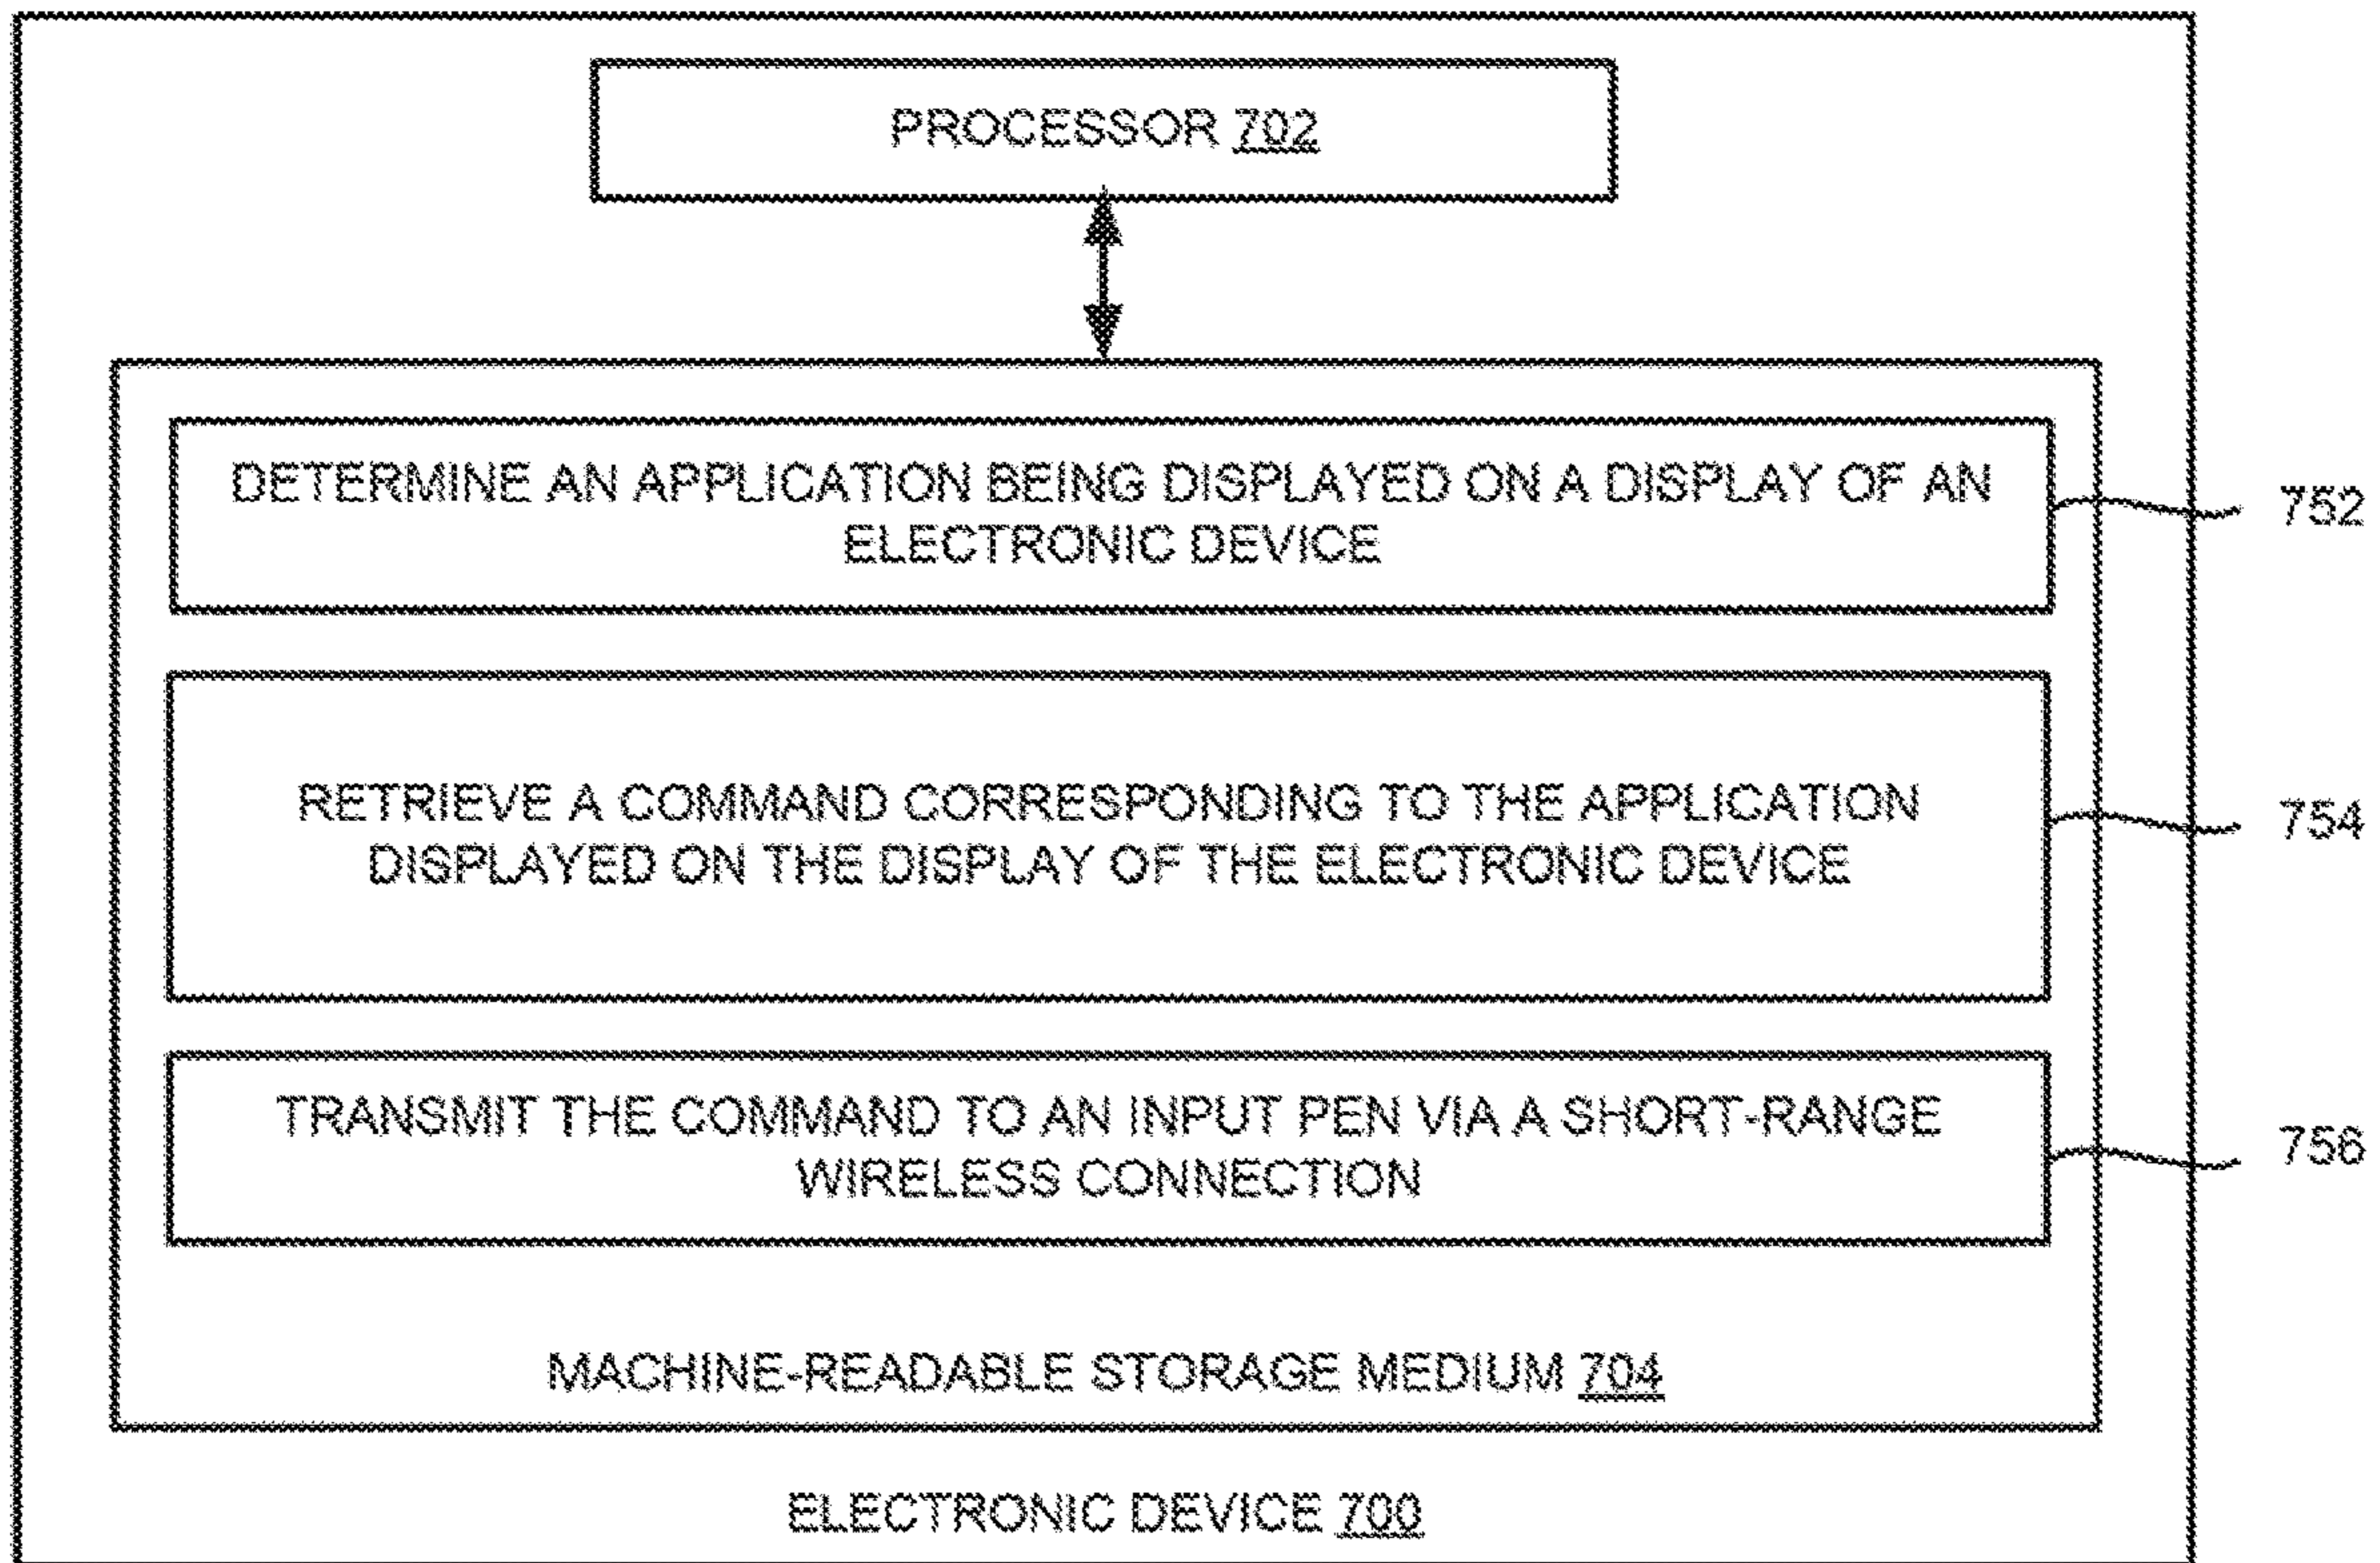 PROCESSOR 702
DETERMINE AN APPLICATION BEING DISPLAYED ON A DISPLAY OF AN
ELECTRONIC DEVICE
752
RETRIEVE A COMMAND CORRESPONDING TO THE APPLICATION
DISPLAYED ON THE DISPLAY OF THE ELECTRONIC DEVICE
754
TRANSMIT THE COMMAND TO AN INPUT PEN VIA A SHORT-RANGE
WIRELESS CONNECTION
756
MACHINE-READABLE STORAGE MEDIUM 704
ELECTRONIC DEVICE 700